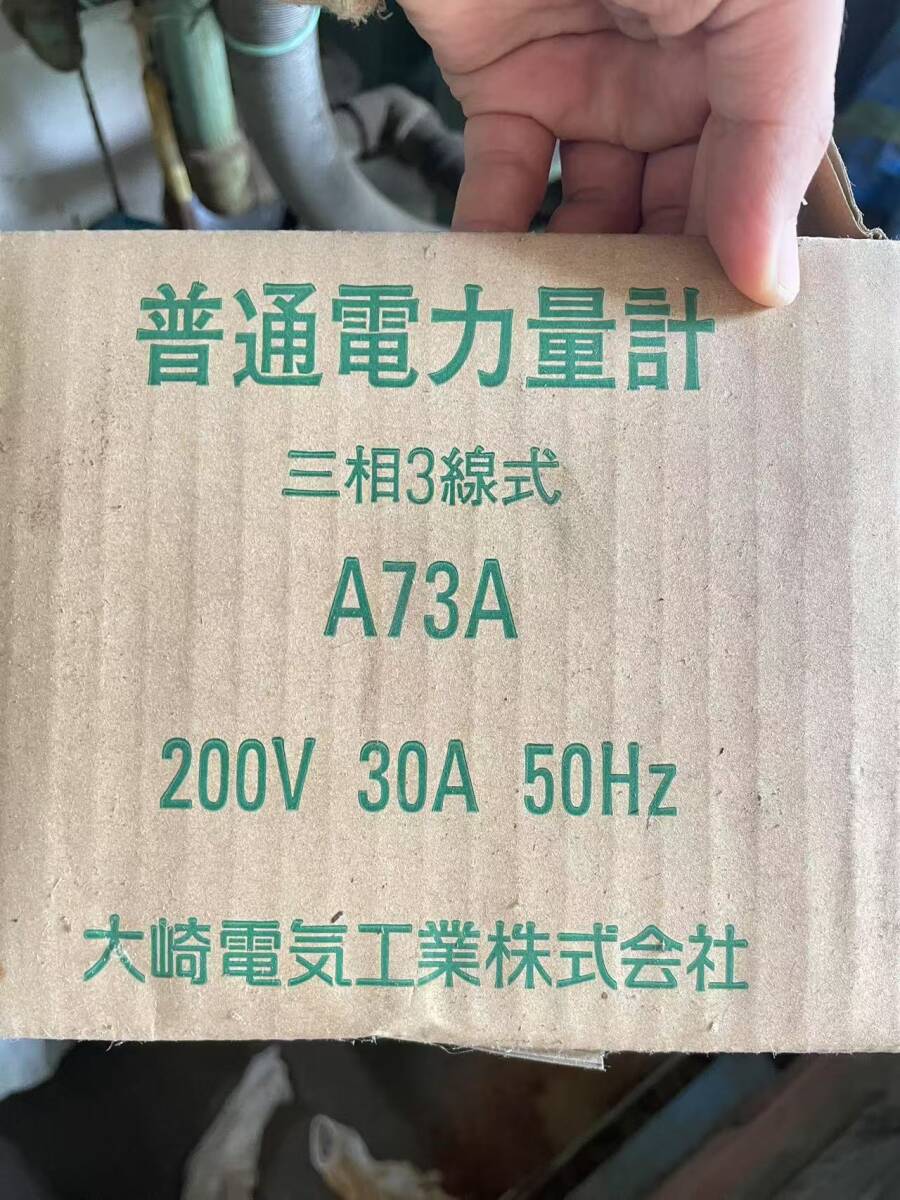 普通電力量計
三相3線式
A73A
200V 30A 50Hz
大崎電気工業株式会社